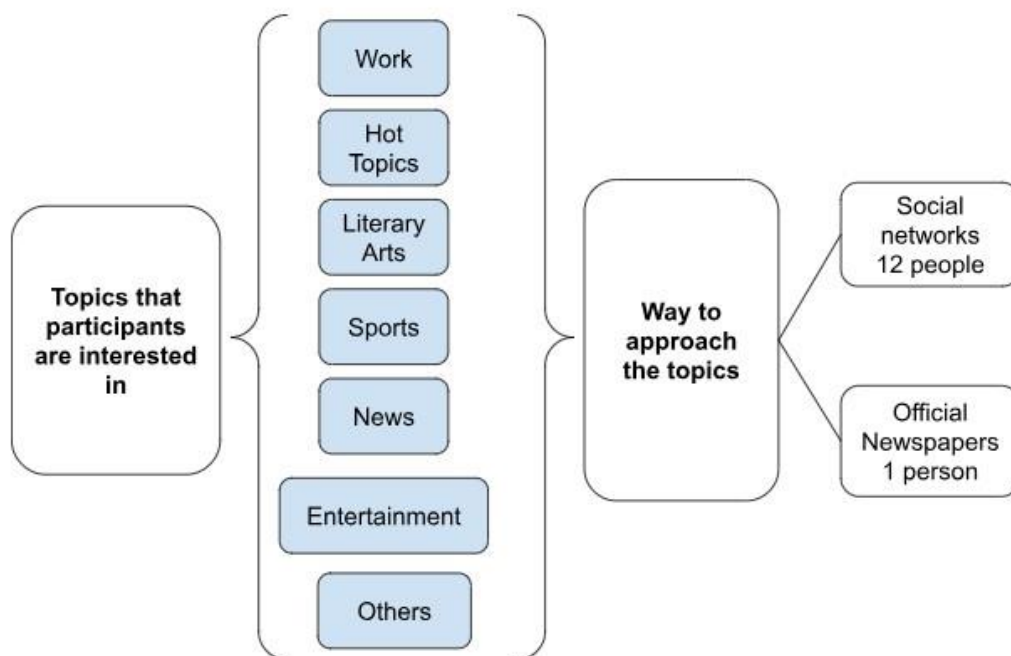 Topics that
participants
are interested
in
Work
Hot
Topics
Literary
Arts
Sports
News
Entertainment
Others
Way to
approach
the topics
Social
networks
12 people
Official
Newspapers
1 person